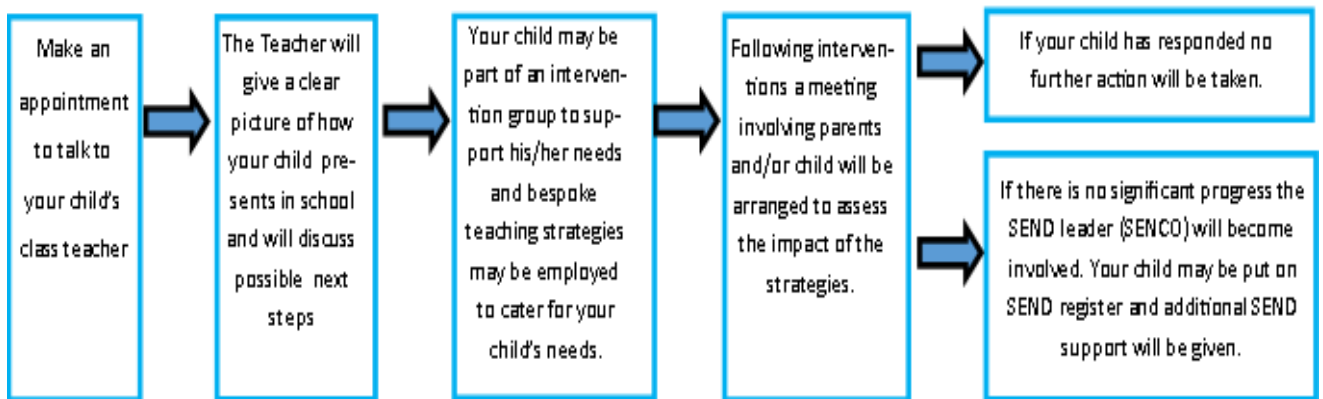 Make an
appointment
to talk to
your child's
class teacher
The Teacher will
give a clear
picture of how
your child pre-
sents in school
and will discuss
possible next
steps
Your child may be
part of an interven-
tion group to sup-
port his/her needs
and bespoke
teaching strategies
may be employed
to cater for your
child's needs.
Following interven-
tions a meeting
involving parents
and/or child will be
arranged to assess
the impact of the
strategies.
If your child has responded no
further action will be taken.
If there is no significant progress the
SEND leader (SENCO) will become
involved. Your child may be put on
SEND register and additional SEND
support will be given.